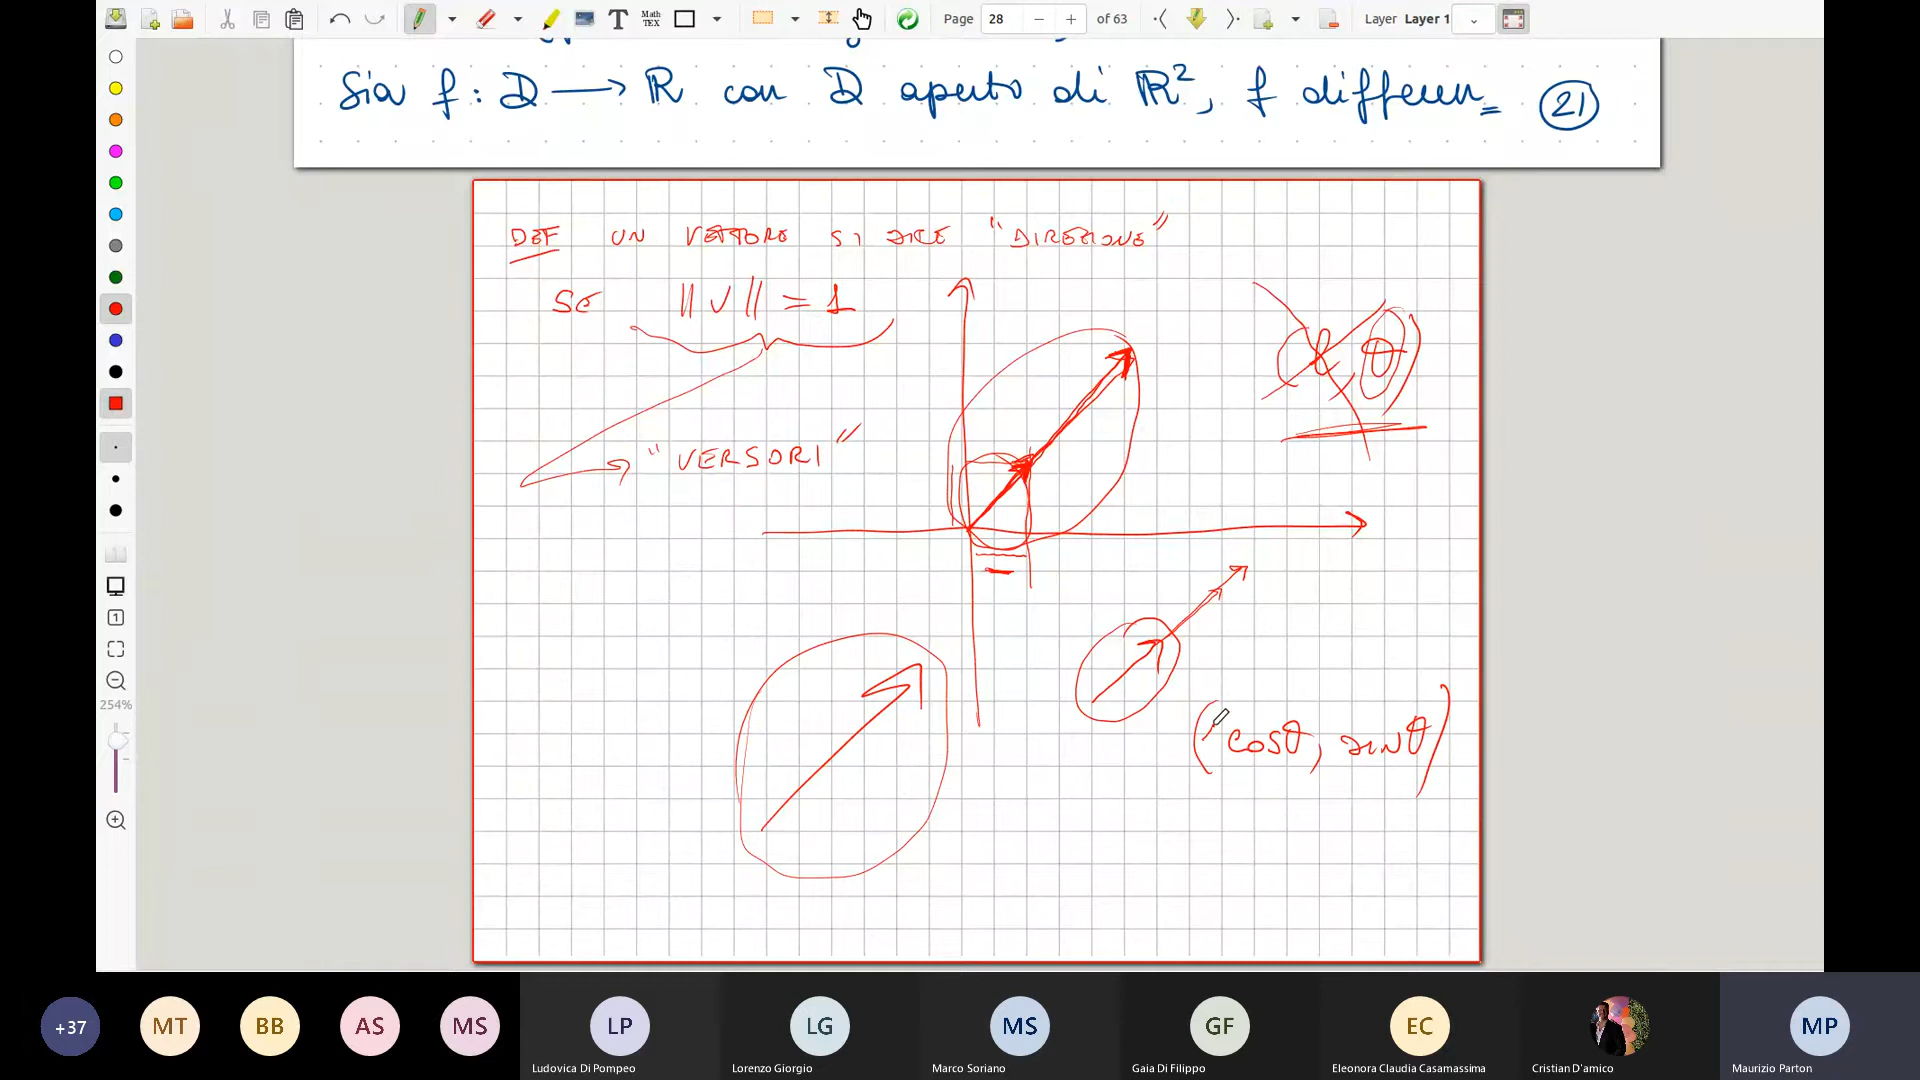 Page 28 of 63 Layer Layer 1
Sia f : D → R con D aperto di R², f differen= 21
DEF UN VETTORE SI DICE "DIREZIONE"
SE ||V|| = 1
(ρ, θ)
"VERSORI"
(cosθ, sinθ)
254%
+37 MT BB AS MS LP LG MS GF EC MP
Ludovica Di Pompeo Lorenzo Giorgio Marco Soriano Gaia Di Filippo Eleonora Claudia Casamassima Cristian D'amico Maurizio Parton